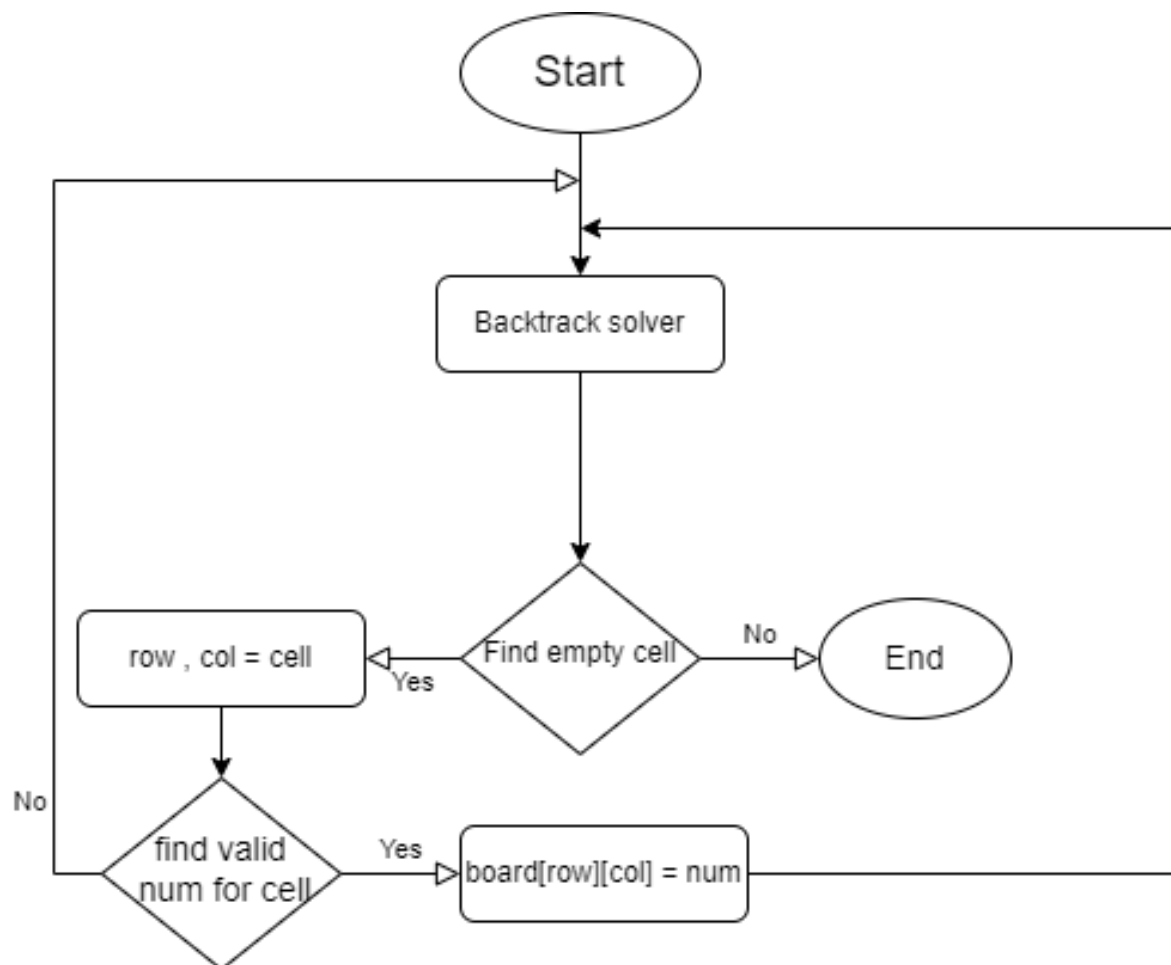 Start
Backtrack solver
Find empty cell
No
End
Yes
row , col = cell
No
find valid
num for cell
Yes
board[row][col] = num